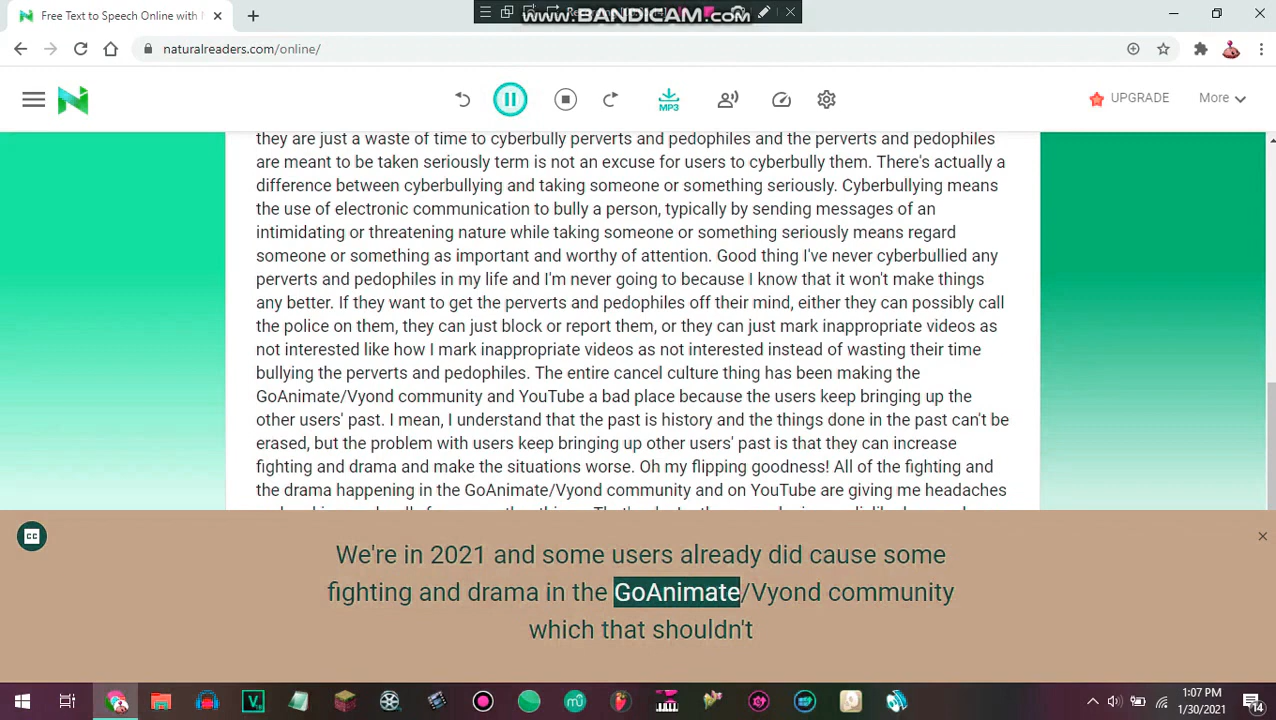 Free Text to Speech Online with N
www.BANDICAM.com
naturalreaders.com/online/
MP3
UPGRADE
More
they are just a waste of time to cyberbully perverts and pedophiles and the perverts and pedophiles
are meant to be taken seriously term is not an excuse for users to cyberbully them. There's actually a
difference between cyberbullying and taking someone or something seriously. Cyberbullying means
the use of electronic communication to bully a person, typically by sending messages of an
intimidating or threatening nature while taking someone or something seriously means regard
someone or something as important and worthy of attention. Good thing I've never cyberbullied any
perverts and pedophiles in my life and I'm never going to because I know that it won't make things
any better. If they want to get the perverts and pedophiles off their mind, either they can possibly call
the police on them, they can just block or report them, or they can just mark inappropriate videos as
not interested like how I mark inappropriate videos as not interested instead of wasting their time
bullying the perverts and pedophiles. The entire cancel culture thing has been making the
GoAnimate/Vyond community and YouTube a bad place because the users keep bringing up the
other users' past. I mean, I understand that the past is history and the things done in the past can't be
erased, but the problem with users keep bringing up other users' past is that they can increase
fighting and drama and make the situations worse. Oh my flipping goodness! All of the fighting and
the drama happening in the GoAnimate/Vyond community and on YouTube are giving me headaches
CC
We're in 2021 and some users already did cause some
fighting and drama in the GoAnimate/Vyond community
which that shouldn't
1:07 PM
1/30/2021
14